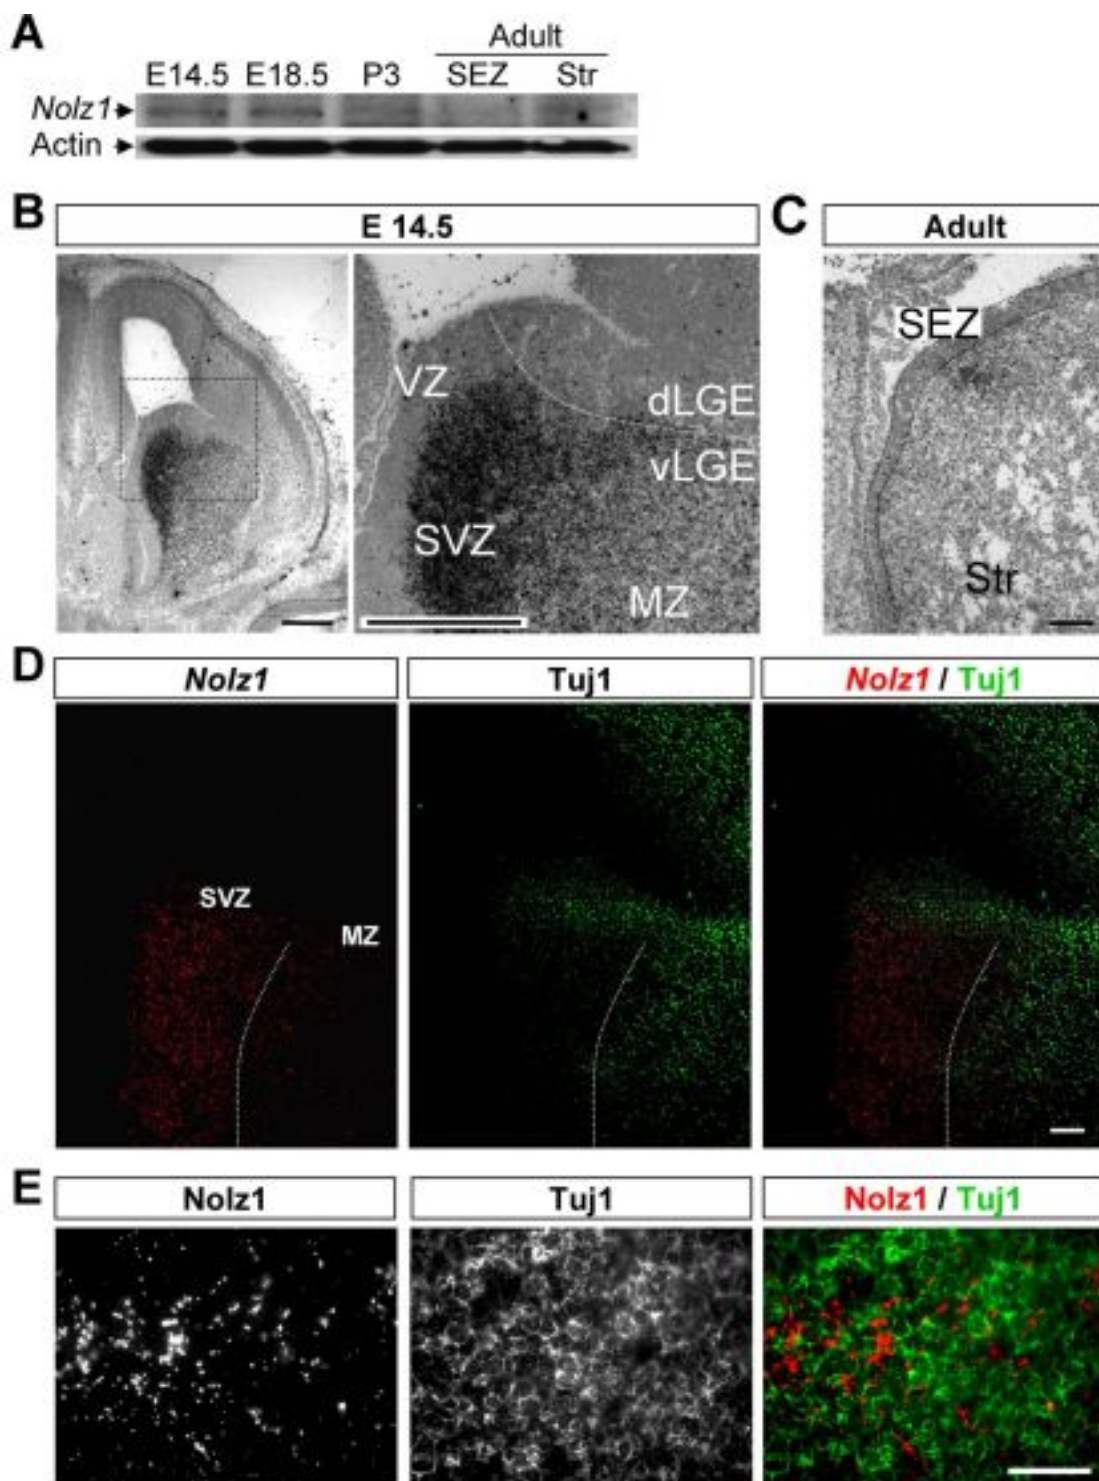 A
Adult
E14.5 E18.5 P3 SEZ Str
Nolz1
Actin
B
E 14.5
C
Adult
VZ
dLGE
vLGE
SVZ
MZ
SEZ
Str
D
Nolz1
Tuj1
Nolz1 / Tuj1
SVZ
MZ
E
Nolz1
Tuj1
Nolz1 / Tuj1